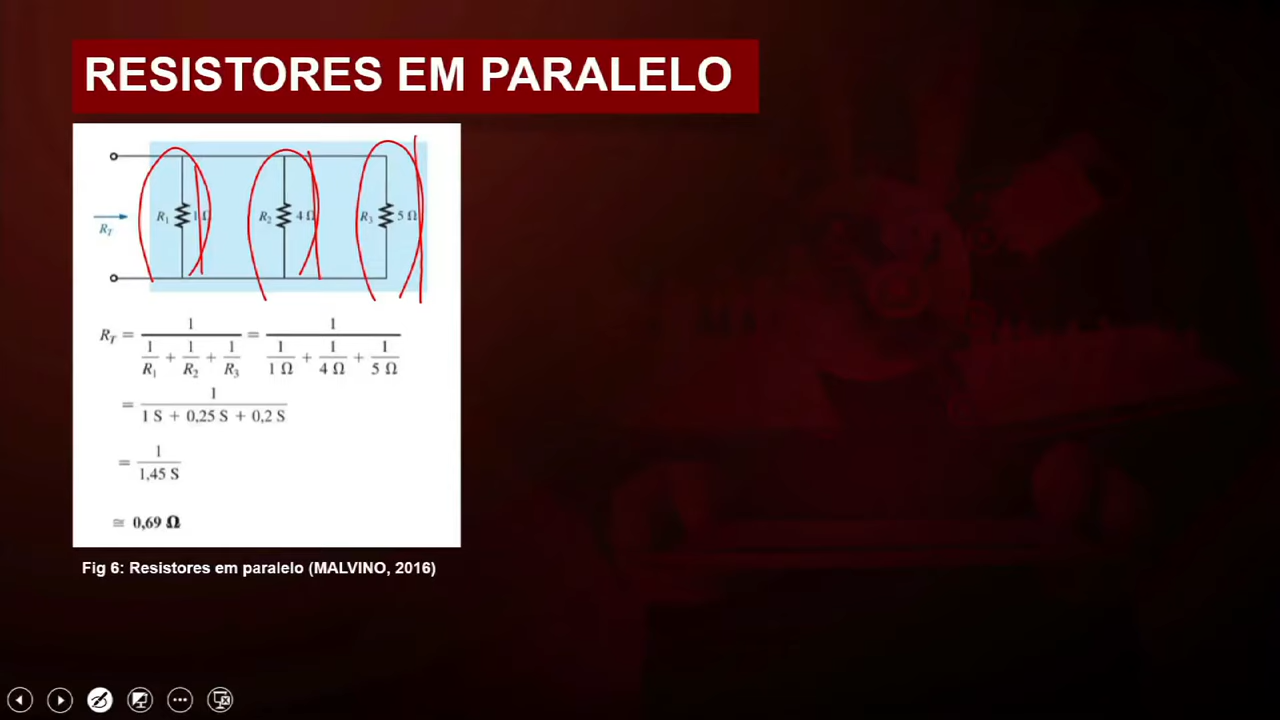 RESISTORES EM PARALELO
R₁ 1 Ω R₂ 4 Ω R₃ 5 Ω
R_T
R_T = 1 / (1/R₁ + 1/R₂ + 1/R₃) = 1 / (1/1 Ω + 1/4 Ω + 1/5 Ω)
= 1 / (1 S + 0,25 S + 0,2 S)
= 1 / 1,45 S
≅ 0,69 Ω
Fig 6: Resistores em paralelo (MALVINO, 2016)